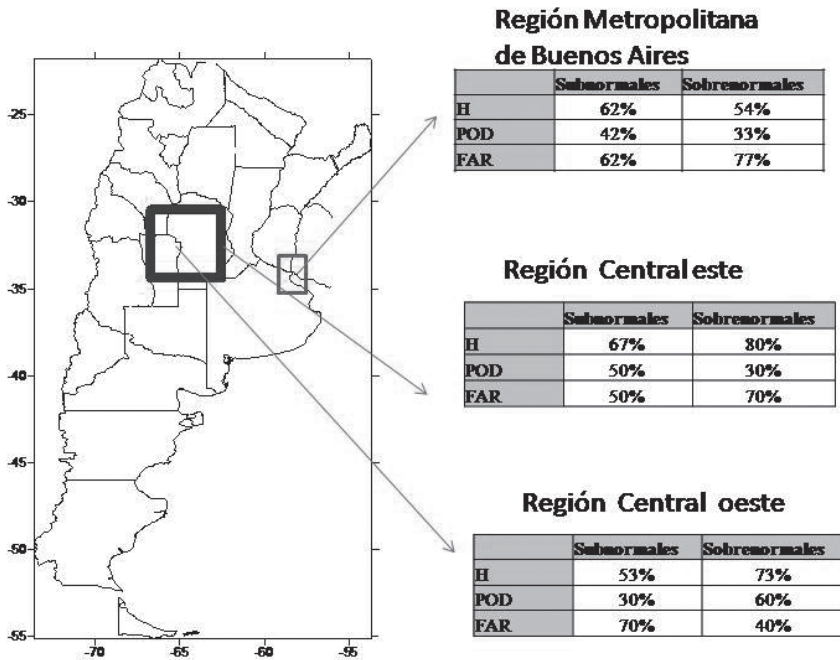 Región Metropolitana
de Buenos Aires
Subnormales Sobrenormales
H 62% 54%
POD 42% 33%
FAR 62% 77%
Región Central este
Subnormales Sobrenormales
H 67% 80%
POD 50% 30%
FAR 50% 70%
Región Central oeste
Subnormales Sobrenormales
H 53% 73%
POD 30% 60%
FAR 70% 40%
-25
-30
-35
-40
-45
-50
-55
-70 -65 -60 -55